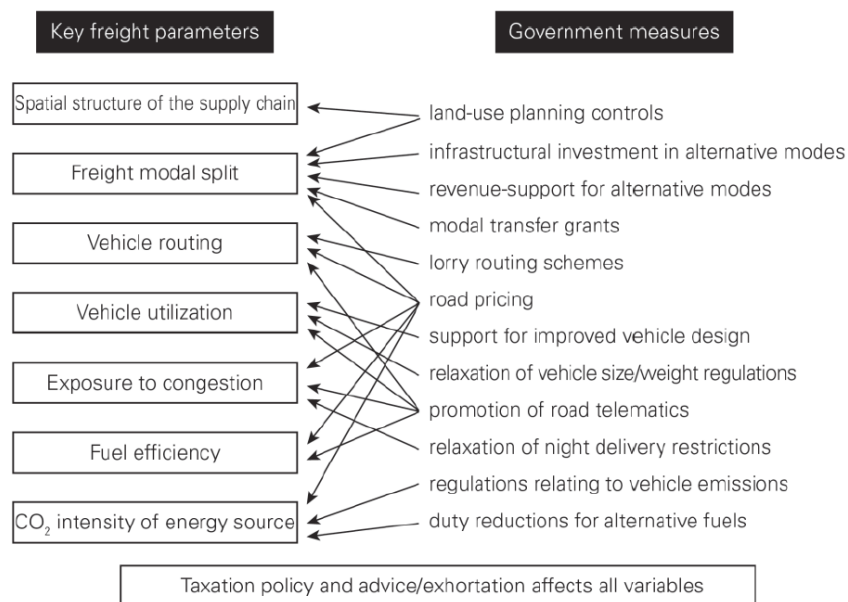 Key freight parameters
Government measures
Spatial structure of the supply chain
Freight modal split
Vehicle routing
Vehicle utilization
Exposure to congestion
Fuel efficiency
CO₂ intensity of energy source
land-use planning controls
infrastructural investment in alternative modes
revenue-support for alternative modes
modal transfer grants
lorry routing schemes
road pricing
support for improved vehicle design
relaxation of vehicle size/weight regulations
promotion of road telematics
relaxation of night delivery restrictions
regulations relating to vehicle emissions
duty reductions for alternative fuels
Taxation policy and advice/exhortation affects all variables